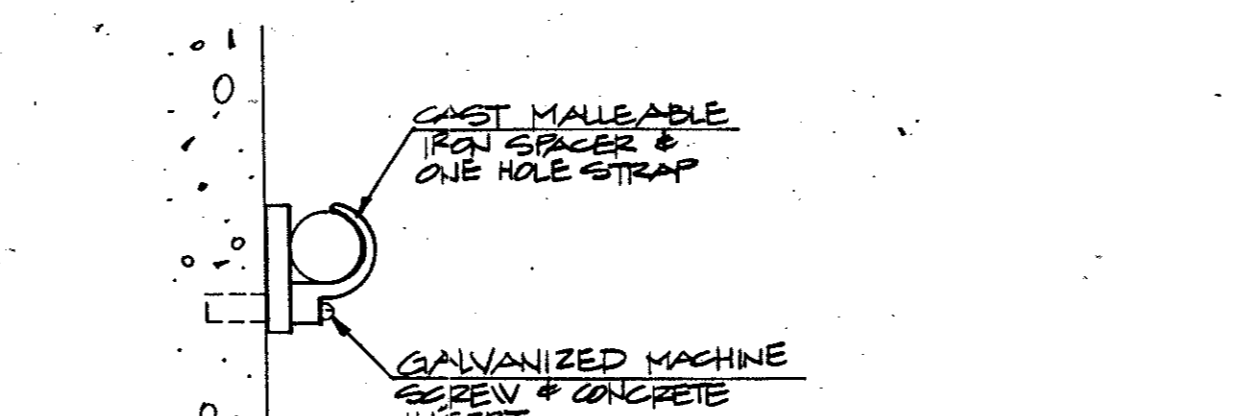 CAST MALLEABLE
IRON SPACER &
ONE HOLE STRAP
GALVANIZED MACHINE
SCREW & CONCRETE